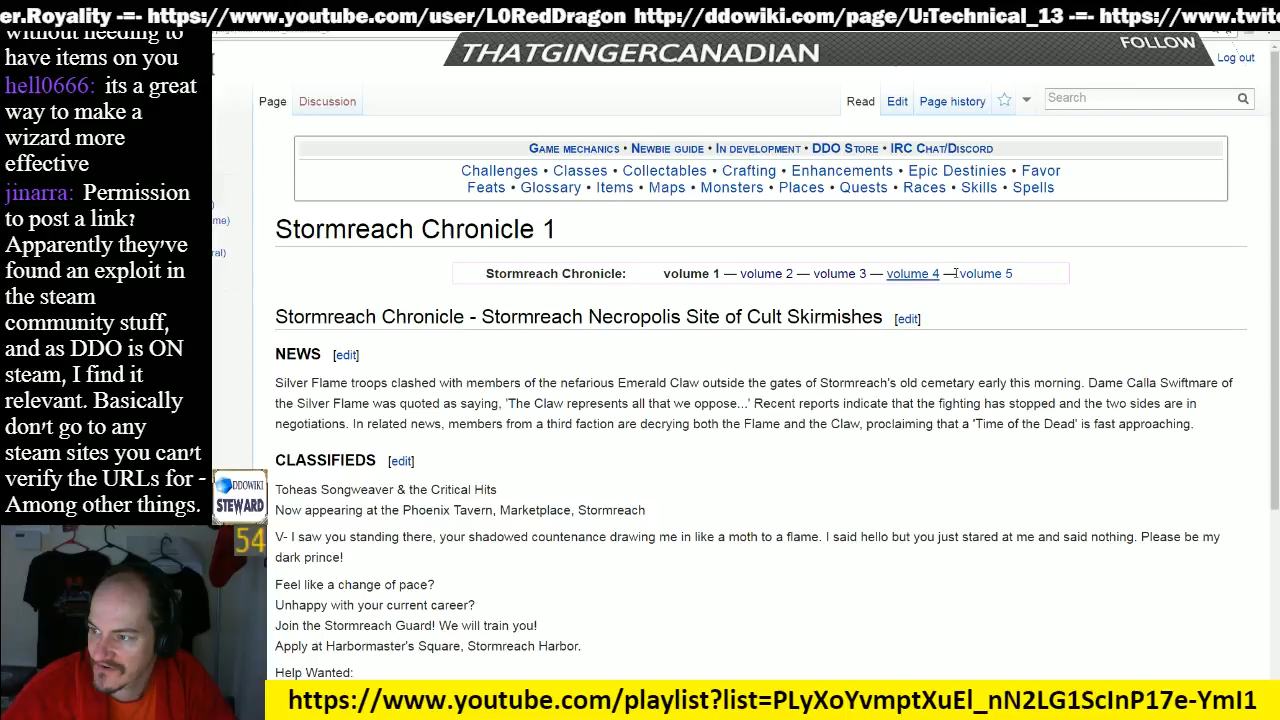 er.Royality -=- https://www.youtube.com/user/L0RedDragon http://ddowiki.com/page/U:Technical_13 -=- https://www.twitc
without needing to
have items on you
hell0666: its a great
way to make a
wizard more
effective
jinarra: Permission
to post a link?
Apparently they've
found an exploit in
the steam
community stuff,
and as DDO is ON
steam, I find it
relevant. Basically
don't go to any
steam sites you can't
verify the URLs for -
Among other things.
me)
ral)
DDOWIKI
STEWARD
54
THATGINGERCANADIAN
FOLLOW
Log out
Page
Discussion
Read
Edit
Page history
Search
Game mechanics • Newbie guide • In development • DDO Store • IRC Chat/Discord
Challenges • Classes • Collectables • Crafting • Enhancements • Epic Destinies • Favor
Feats • Glossary • Items • Maps • Monsters • Places • Quests • Races • Skills • Spells
Stormreach Chronicle 1
Stormreach Chronicle: volume 1 — volume 2 — volume 3 — volume 4 — volume 5
Stormreach Chronicle - Stormreach Necropolis Site of Cult Skirmishes [edit]
NEWS [edit]
Silver Flame troops clashed with members of the nefarious Emerald Claw outside the gates of Stormreach's old cemetary early this morning. Dame Calla Swiftmare of
the Silver Flame was quoted as saying, 'The Claw represents all that we oppose...' Recent reports indicate that the fighting has stopped and the two sides are in
negotiations. In related news, members from a third faction are decrying both the Flame and the Claw, proclaiming that a 'Time of the Dead' is fast approaching.
CLASSIFIEDS [edit]
Toheas Songweaver & the Critical Hits
Now appearing at the Phoenix Tavern, Marketplace, Stormreach
V- I saw you standing there, your shadowed countenance drawing me in like a moth to a flame. I said hello but you just stared at me and said nothing. Please be my
dark prince!
Feel like a change of pace?
Unhappy with your current career?
Join the Stormreach Guard! We will train you!
Apply at Harbormaster's Square, Stormreach Harbor.
Help Wanted:
https://www.youtube.com/playlist?list=PLyXoYvmptXuEl_nN2LG1ScInP17e-YmI1